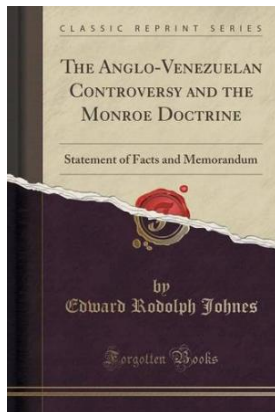 CLASSIC REPRINT SERIES
THE ANGLO-VENEZUELAN
CONTROVERSY AND THE
MONROE DOCTRINE
Statement of Facts and Memorandum
by
Edward Rodolph Johnes
Forgotten Books